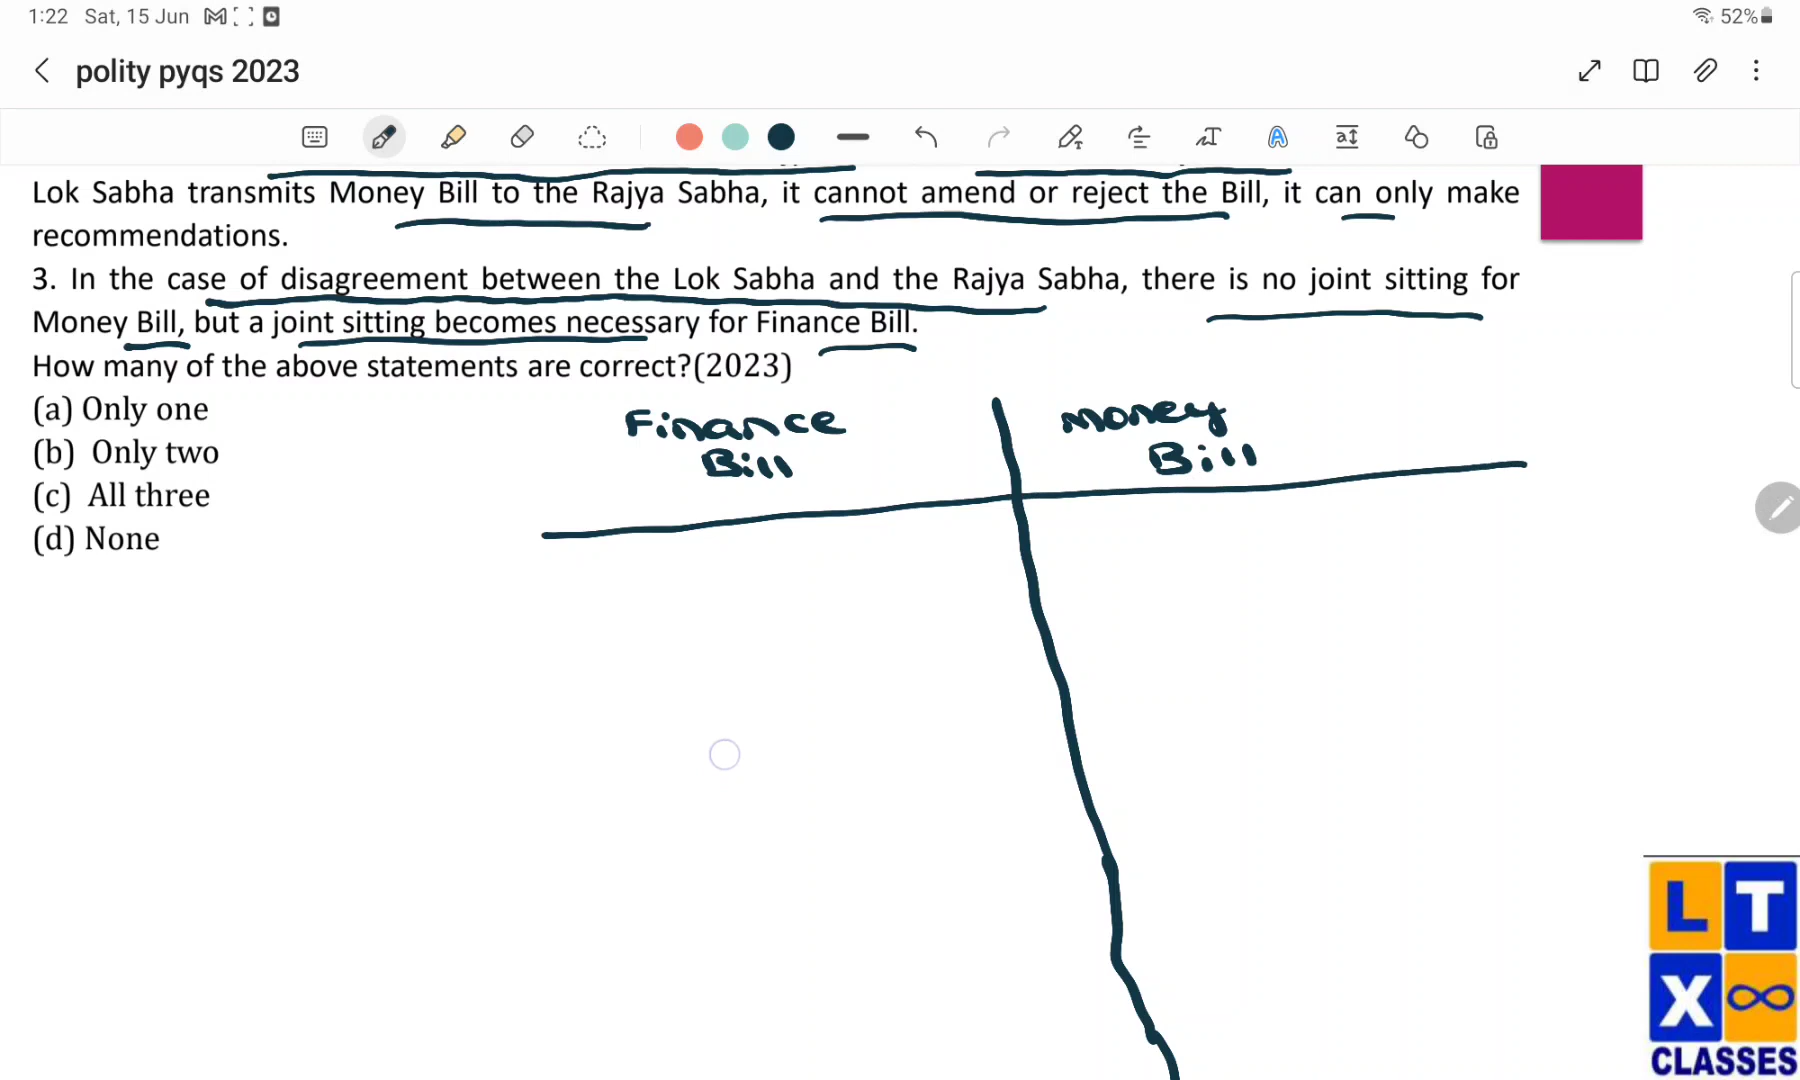 1:22 Sat, 15 Jun
52%
polity pyqs 2023
Lok Sabha transmits Money Bill to the Rajya Sabha, it cannot amend or reject the Bill, it can only make
recommendations.
3. In the case of disagreement between the Lok Sabha and the Rajya Sabha, there is no joint sitting for
Money Bill, but a joint sitting becomes necessary for Finance Bill.
How many of the above statements are correct?(2023)
(a) Only one
(b) Only two
(c) All three
(d) None
Finance
Bill
Money
Bill
L T
X ∞
CLASSES